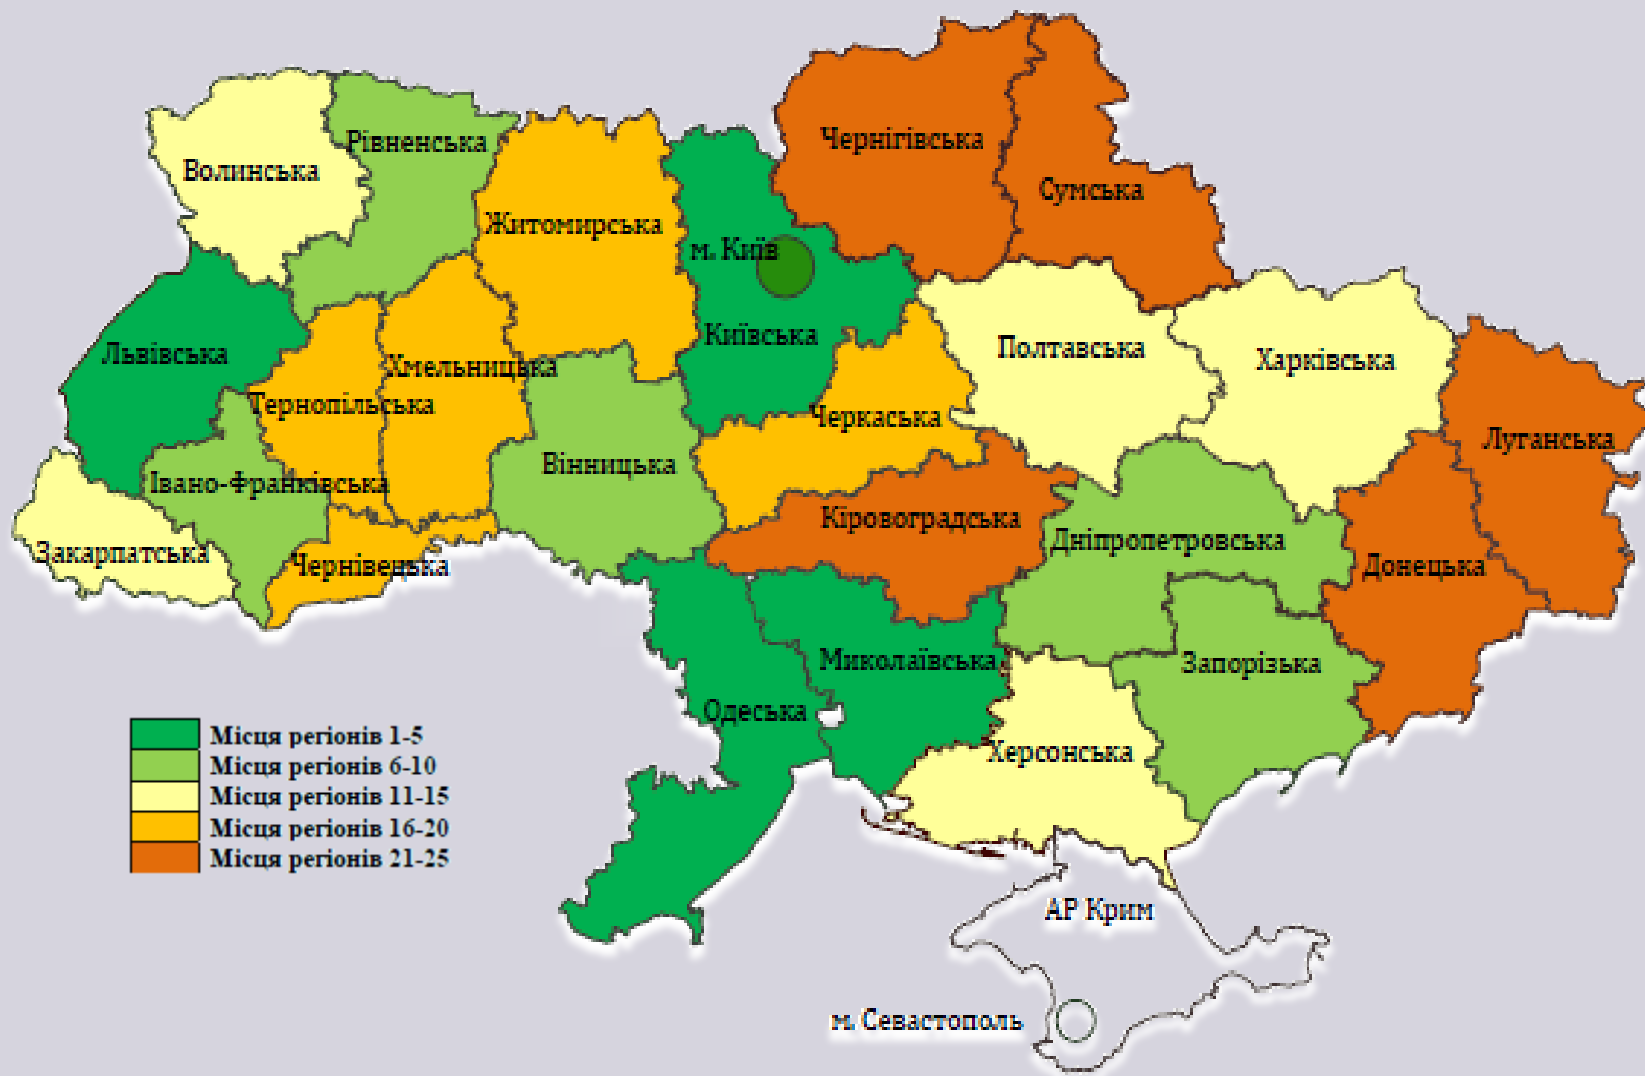 Чернігівська
Рівненська
Волинська
Сумська
Житомирська
м. Київ
Київська
Полтавська
Львівська
Харківська
Хмельницька
Тернопільська
Черкаська
Луганська
Вінницька
Івано-Франківська
Кіровоградська
Дніпропетровська
Закарпатська
Чернівецька
Донецька
Миколаївська
Запорізька
Одеська
Херсонська
Місця регіонів 1-5
Місця регіонів 6-10
Місця регіонів 11-15
Місця регіонів 16-20
Місця регіонів 21-25
АР Крим
м. Севастополь